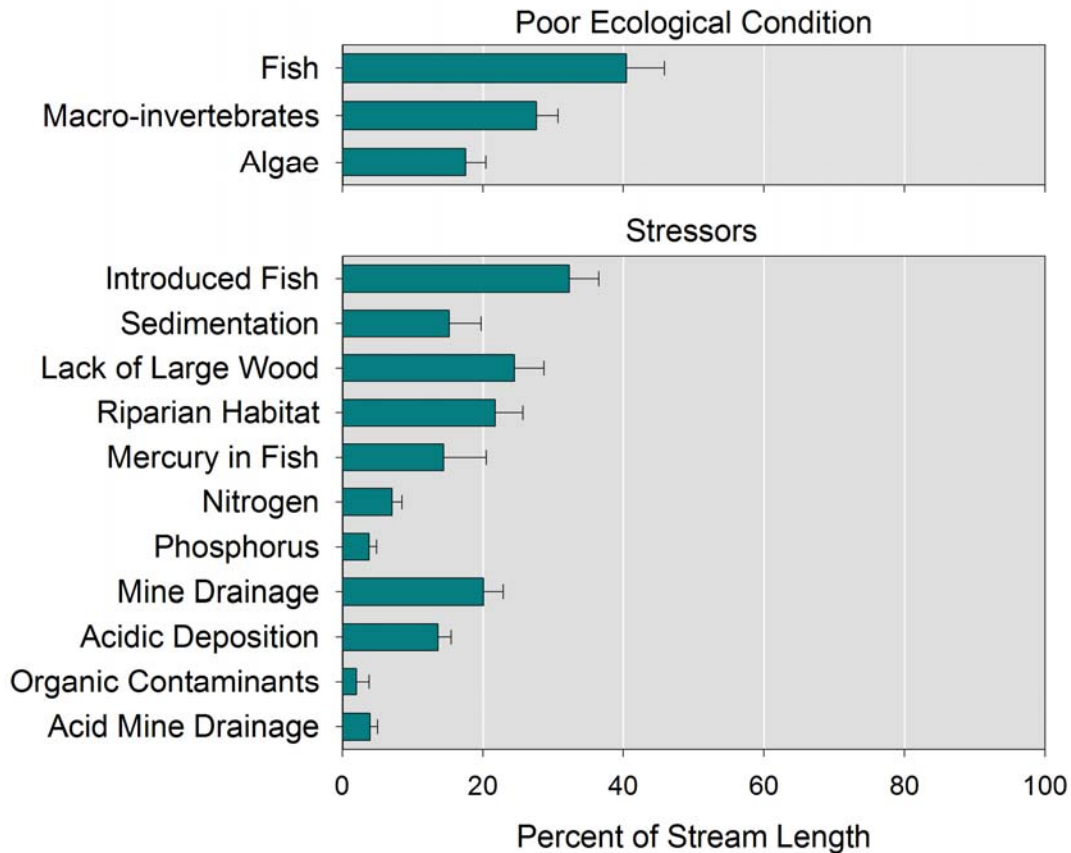 Poor Ecological Condition
Fish
Macro-invertebrates
Algae
Stressors
Introduced Fish
Sedimentation
Lack of Large Wood
Riparian Habitat
Mercury in Fish
Nitrogen
Phosphorus
Mine Drainage
Acidic Deposition
Organic Contaminants
Acid Mine Drainage
0 20 40 60 80 100
Percent of Stream Length